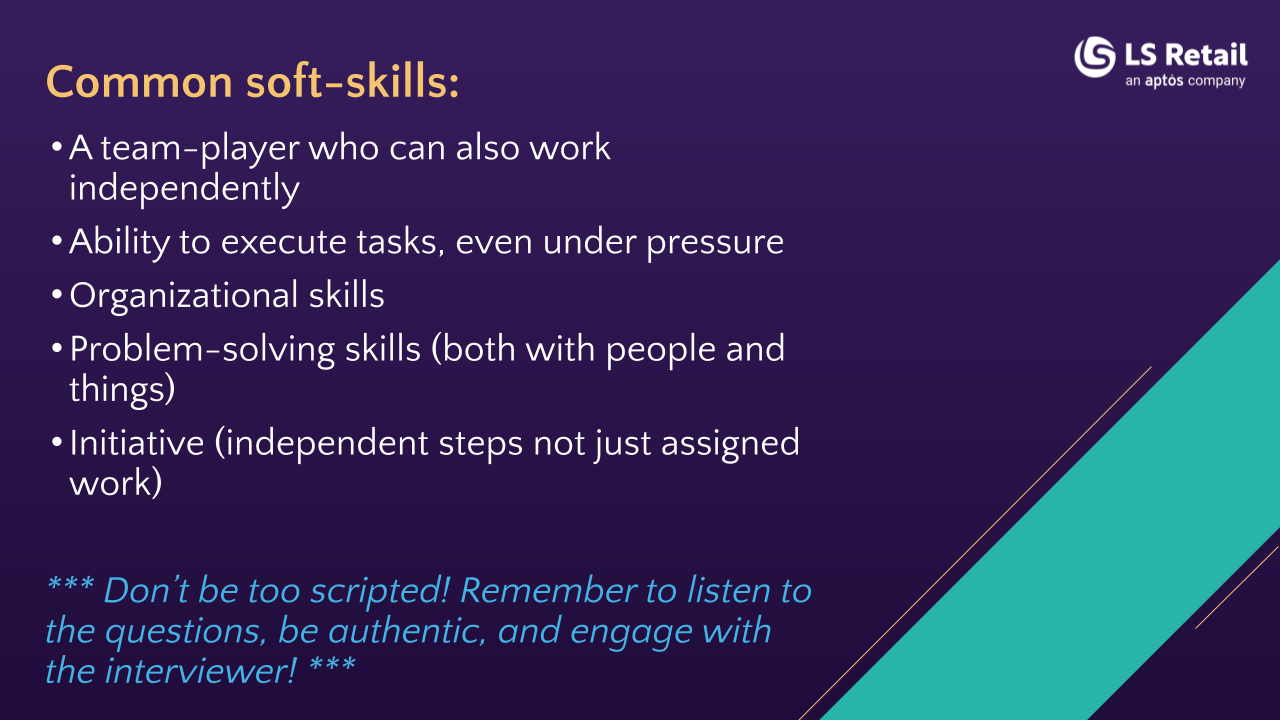 LS Retail
an aptos company
Common soft-skills:
• A team-player who can also work
independently
• Ability to execute tasks, even under pressure
• Organizational skills
• Problem-solving skills (both with people and
things)
• Initiative (independent steps not just assigned
work)
*** Don’t be too scripted! Remember to listen to
the questions, be authentic, and engage with
the interviewer! ***